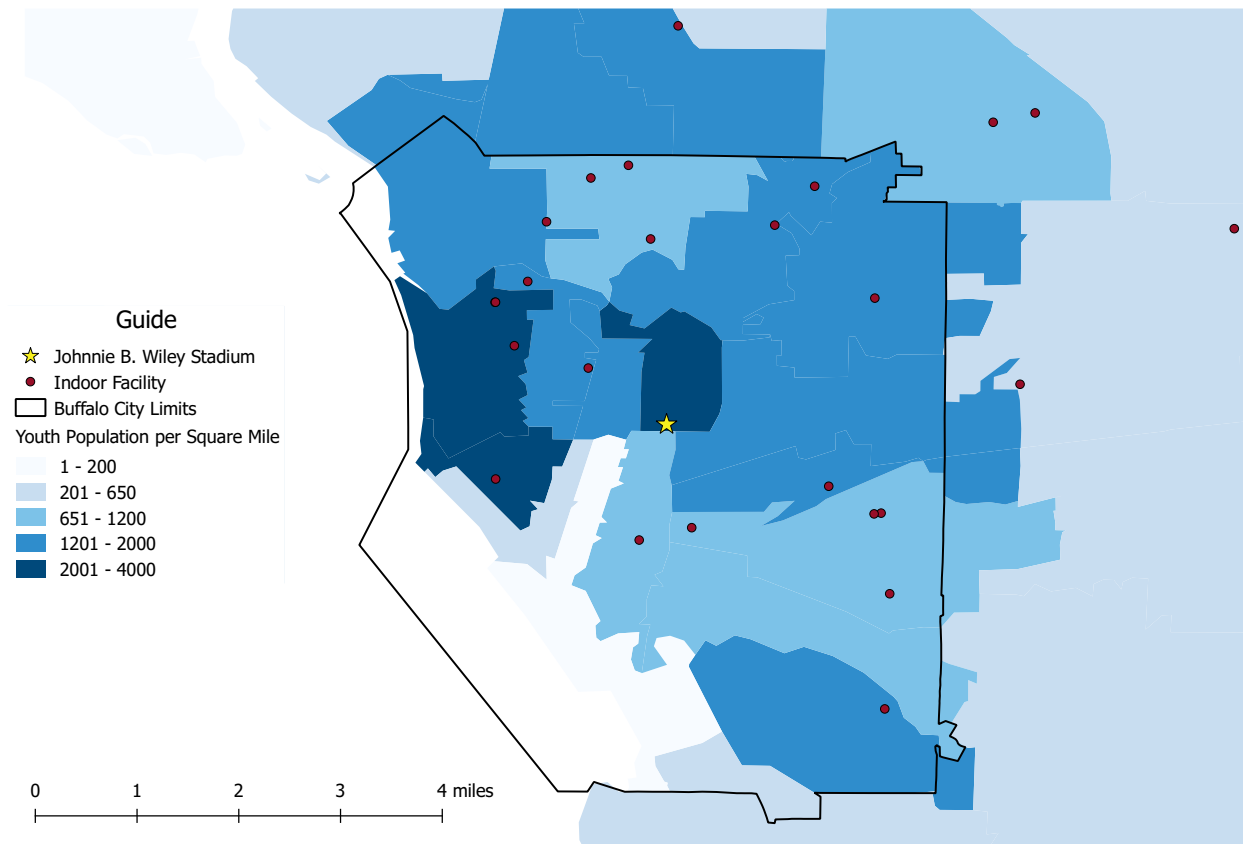 Guide
Johnnie B. Wiley Stadium
Indoor Facility
Buffalo City Limits
Youth Population per Square Mile
1 - 200
201 - 650
651 - 1200
1201 - 2000
2001 - 4000
0 1 2 3 4 miles